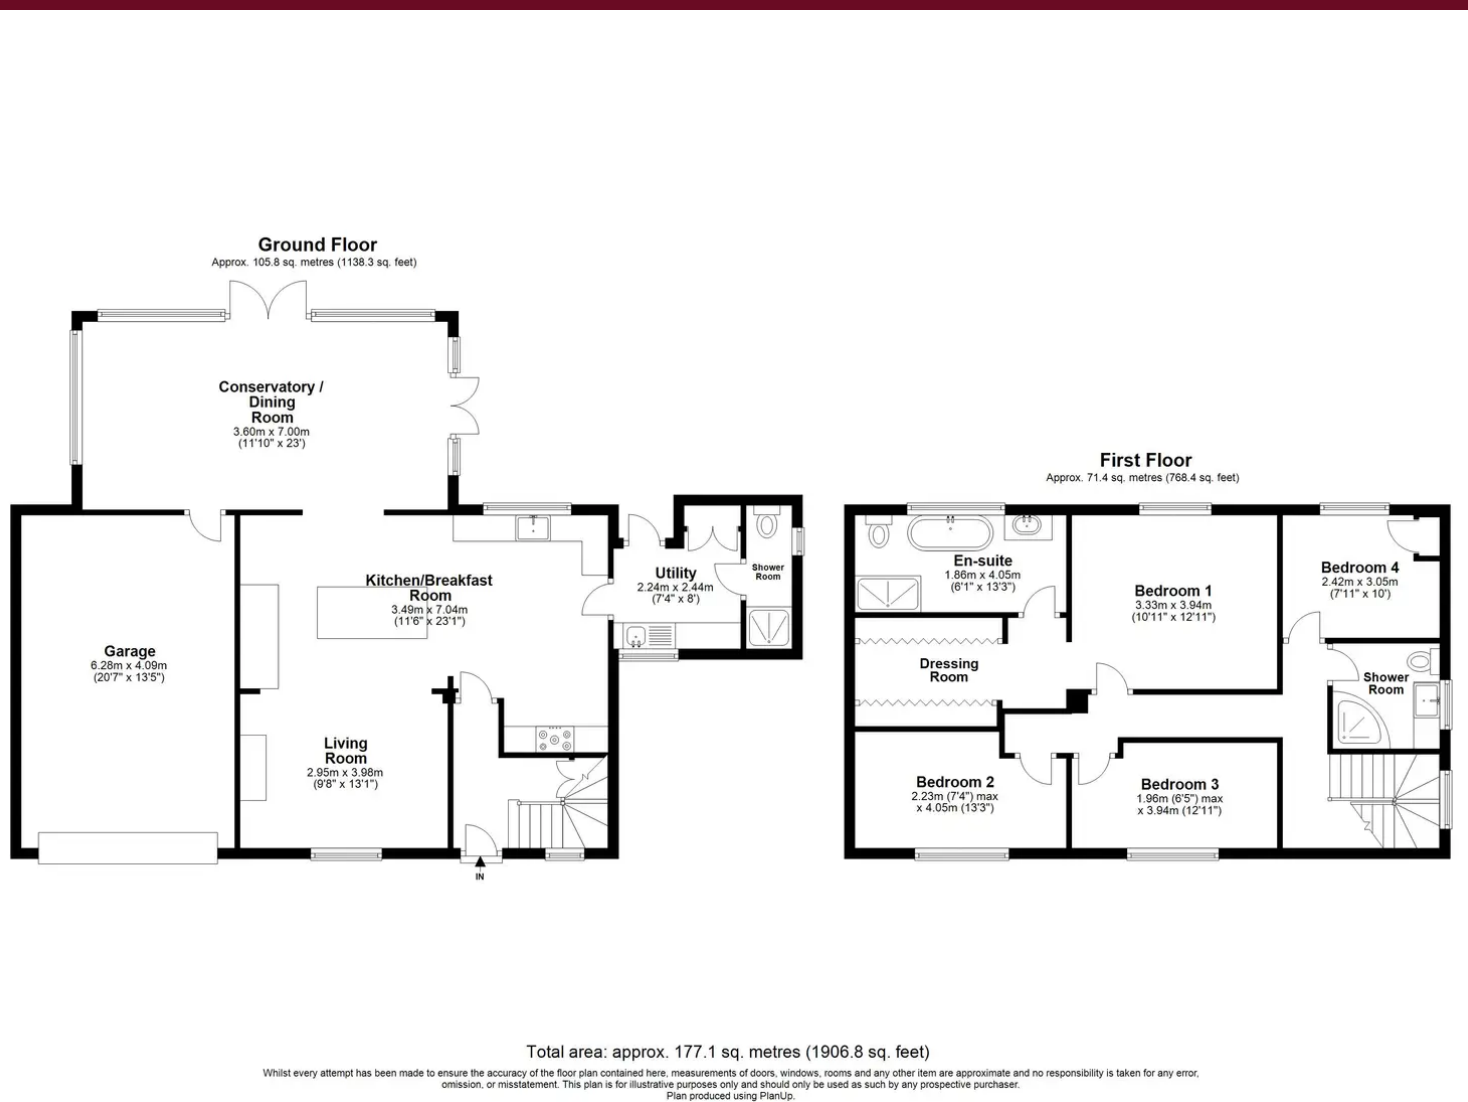 Ground Floor
Approx. 105.8 sq. metres (1138.3 sq. feet)
Conservatory /
Dining
Room
3.60m x 7.00m
(11'10" x 23')
Kitchen/Breakfast
Room
3.49m x 7.04m
(11'6" x 23'1")
Utility
2.24m x 2.44m
(7'4" x 8')
Shower
Room
Garage
6.28m x 4.09m
(20'7" x 13'5")
Living
Room
2.95m x 3.98m
(9'8" x 13'1")
IN
First Floor
Approx. 71.4 sq. metres (768.4 sq. feet)
En-suite
1.86m x 4.05m
(6'1" x 13'3")
Bedroom 1
3.33m x 3.94m
(10'11" x 12'11")
Bedroom 4
2.42m x 3.05m
(7'11" x 10')
Dressing
Room
Shower
Room
Bedroom 2
2.23m (7'4") max
x 4.05m (13'3")
Bedroom 3
1.96m (6'5") max
x 3.94m (12'11")
Total area: approx. 177.1 sq. metres (1906.8 sq. feet)
Whilst every attempt has been made to ensure the accuracy of the floor plan contained here, measurements of doors, windows, rooms and any other item are approximate and no responsibility is taken for any error,
omission, or misstatement. This plan is for illustrative purposes only and should only be used as such by any prospective purchaser.
Plan produced using PlanUp.